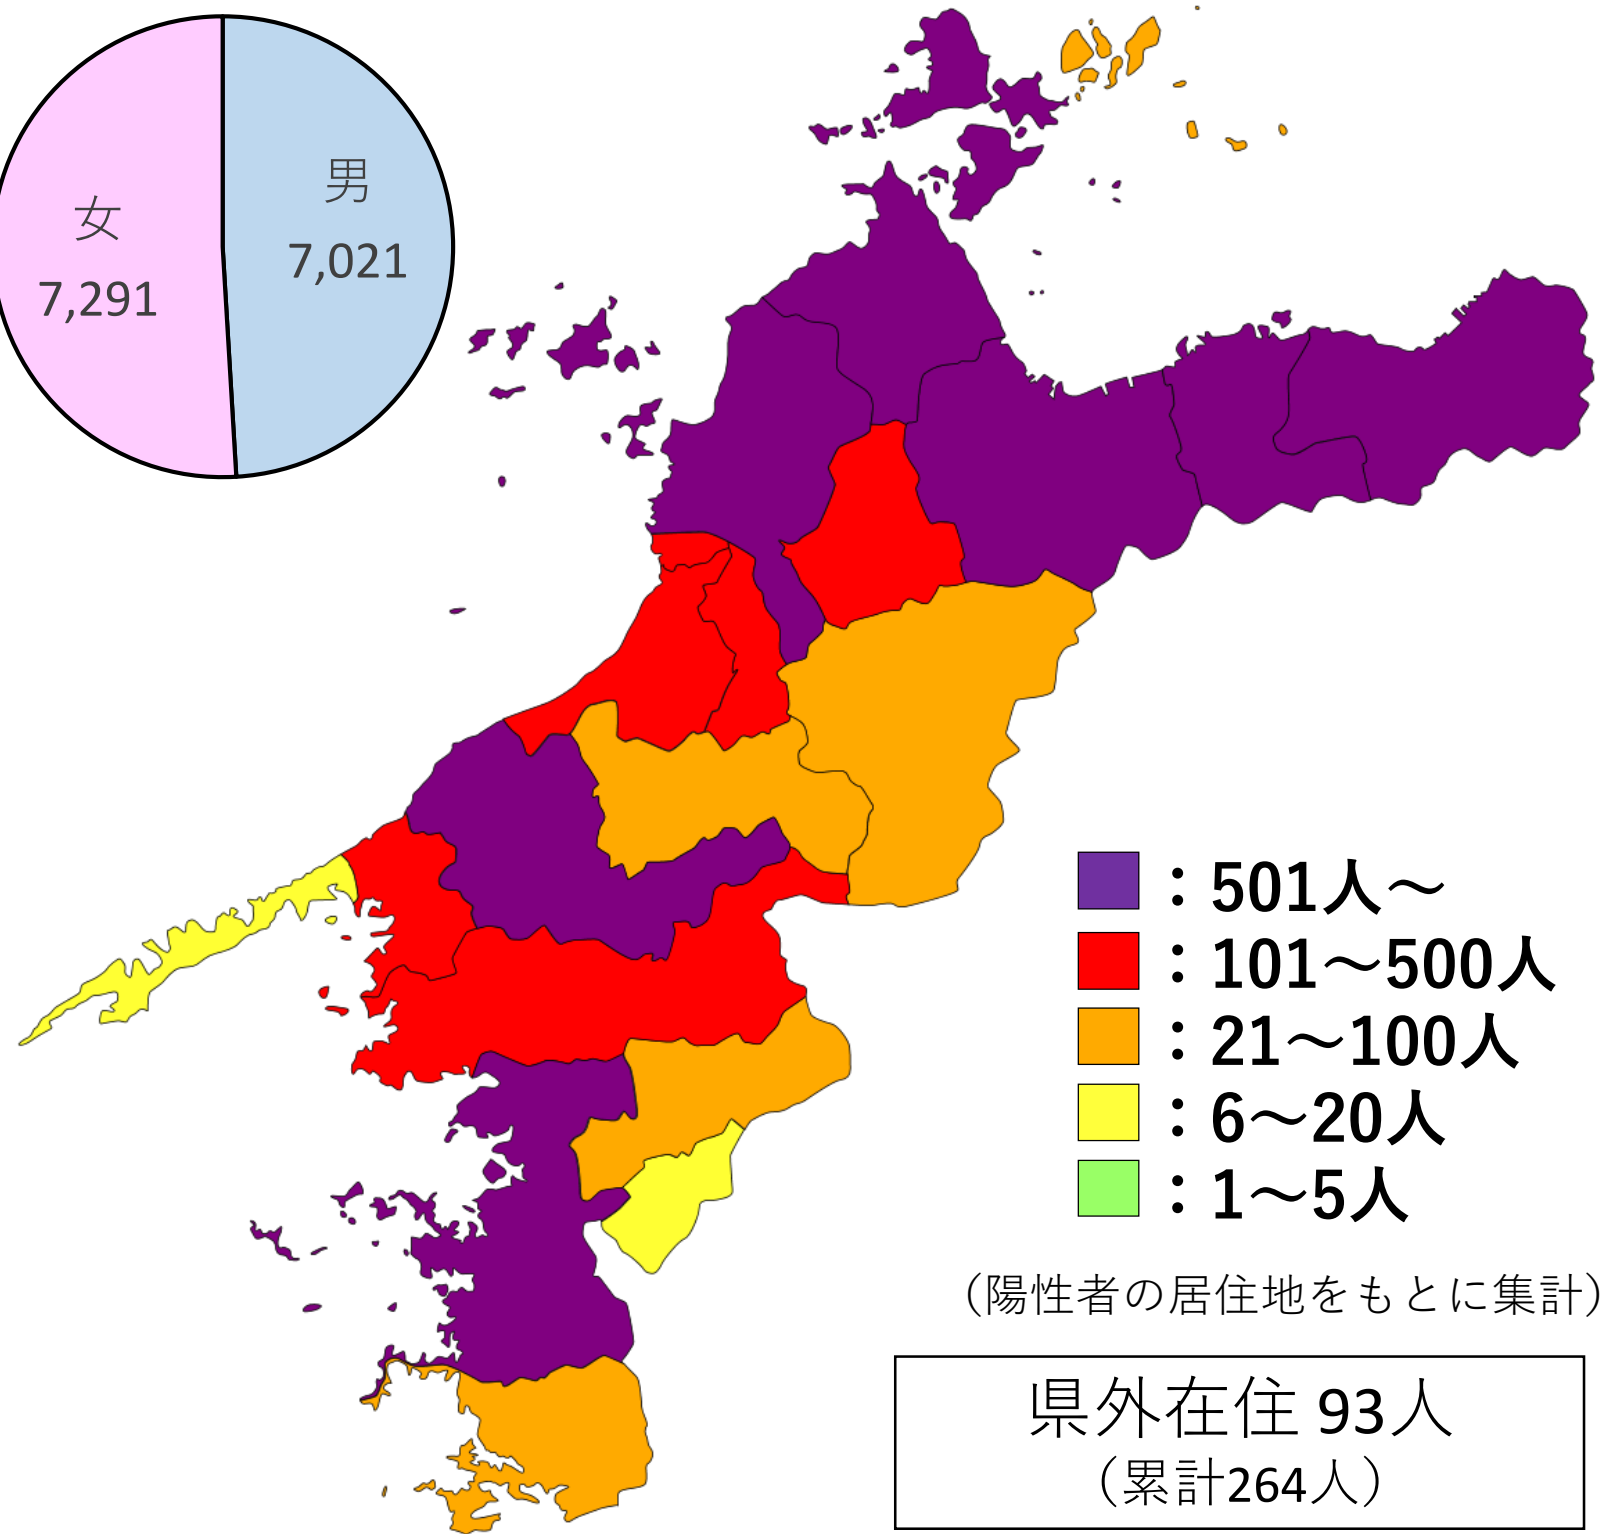 女
7,291
男
7,021
：501人～
：101～500人
：21～100人
：6～20人
：1～5人
（陽性者の居住地をもとに集計）
県外在住 93人
（累計264人）